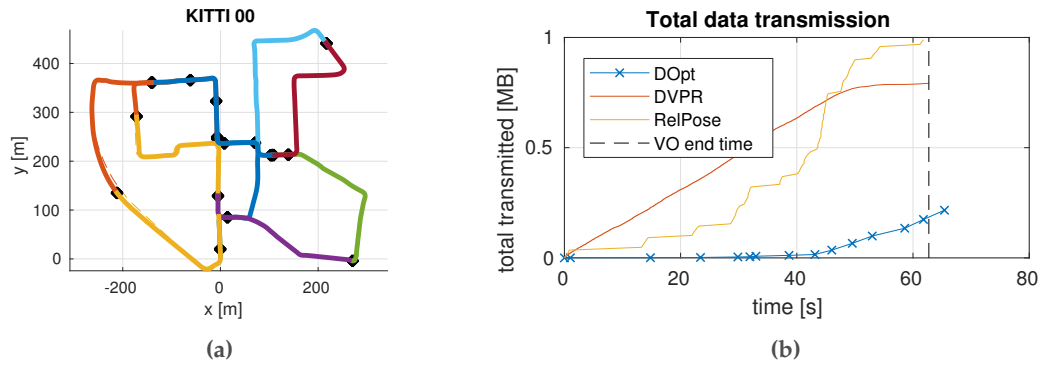 KITTI 00
y [m]
400
300
200
100
0
-200
0
200
x [m]
(a)
Total data transmission
total transmitted [MB]
1
0.5
0
DOpt
DVPR
RelPose
VO end time
0
20
40
60
80
time [s]
(b)